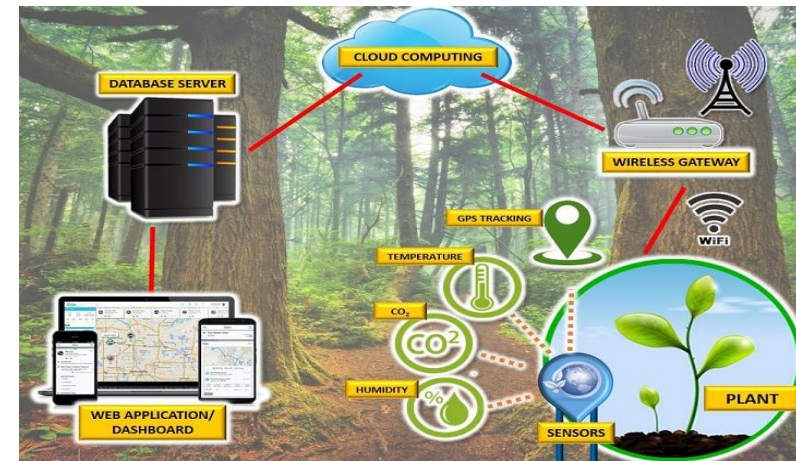 CLOUD COMPUTING
DATABASE SERVER
WIRELESS GATEWAY
WiFi
GPS TRACKING
TEMPERATURE
CO₂
CO²
HUMIDITY
%
SENSORS
PLANT
WEB APPLICATION/
DASHBOARD